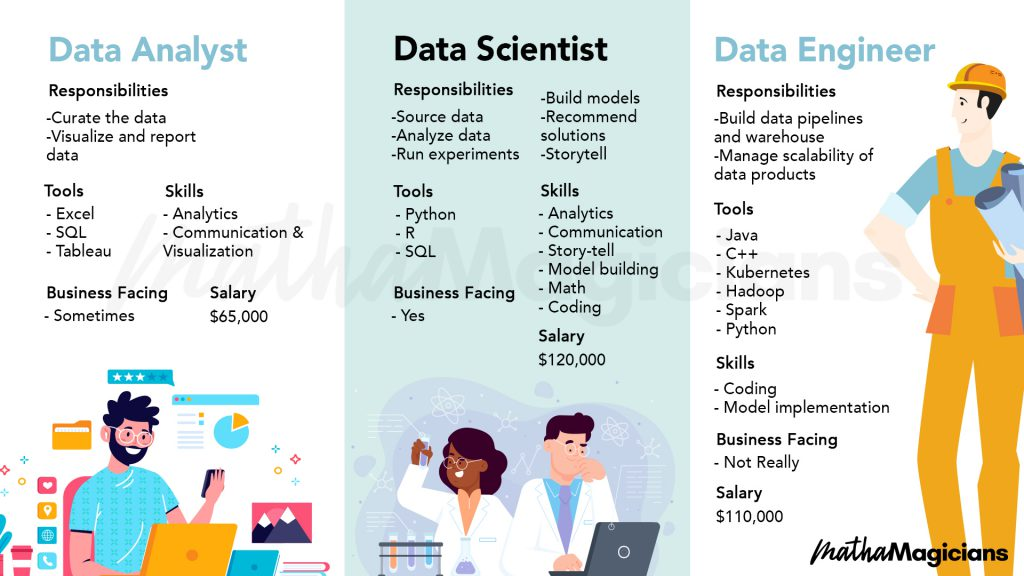 Data Analyst
Responsibilities
-Curate the data
-Visualize and report
data
Tools
- Excel
- SQL
- Tableau
Skills
- Analytics
- Communication &
Visualization
Business Facing
- Sometimes
Salary
$65,000
Data Scientist
Responsibilities
-Source data
-Analyze data
-Run experiments
-Build models
-Recommend
solutions
-Storytell
Tools
- Python
- R
- SQL
Skills
- Analytics
- Communication
- Story-tell
- Model building
- Math
- Coding
Business Facing
- Yes
Salary
$120,000
Data Engineer
Responsibilities
-Build data pipelines
and warehouse
-Manage scalability of
data products
Tools
- Java
- C++
- Kubernetes
- Hadoop
- Spark
- Python
Skills
- Coding
- Model implementation
Business Facing
- Not Really
Salary
$110,000
C++
MathaMagicians
MathaMagicians